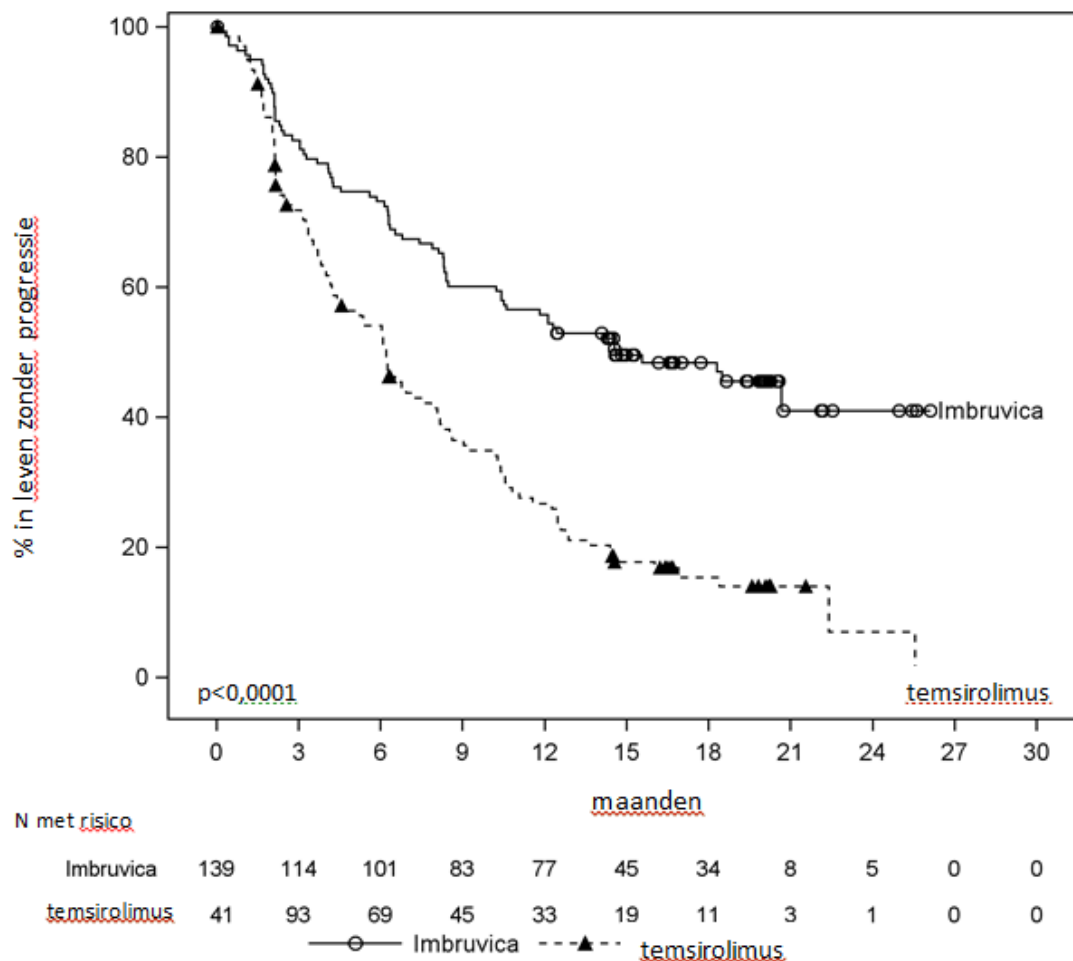 100
80
60
40
20
0
% in leven zonder progressie
Imbruvica
p<0,0001
temsirolimus
0 3 6 9 12 15 18 21 24 27 30
maanden
N met risico
Imbruvica 139 114 101 83 77 45 34 8 5 0 0
temsirolimus 41 93 69 45 33 19 11 3 1 0 0
Imbruvica temsirolimus